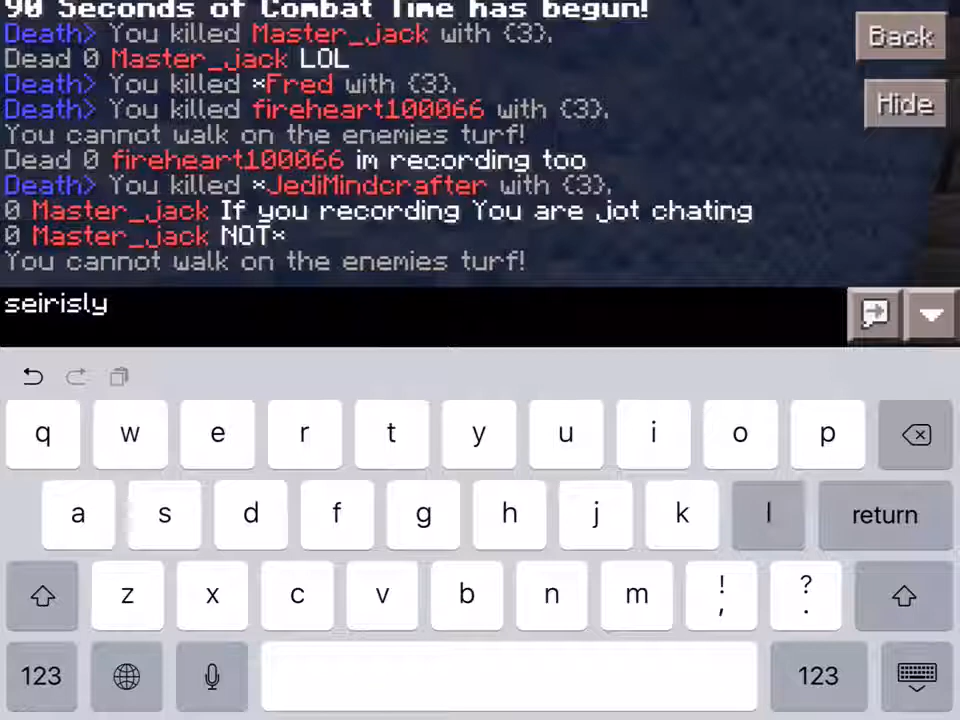 90 Seconds of Combat Time has begun!
Death> You killed Master_jack with {3}.
Dead 0 Master_jack LOL
Death> You killed *Fred with {3}.
Death> You killed fireheart100066 with {3}.
You cannot walk on the enemies turf!
Dead 0 fireheart100066 im recording too
Death> You killed *JediMindcrafter with {3}.
0 Master_jack If you recording You are jot chating
0 Master_jack NOT*
You cannot walk on the enemies turf!
Back
Hide
seirisly
q w e r t y u i o p
a s d f g h j k l return
z x c v b n m ! , ? .
123 123